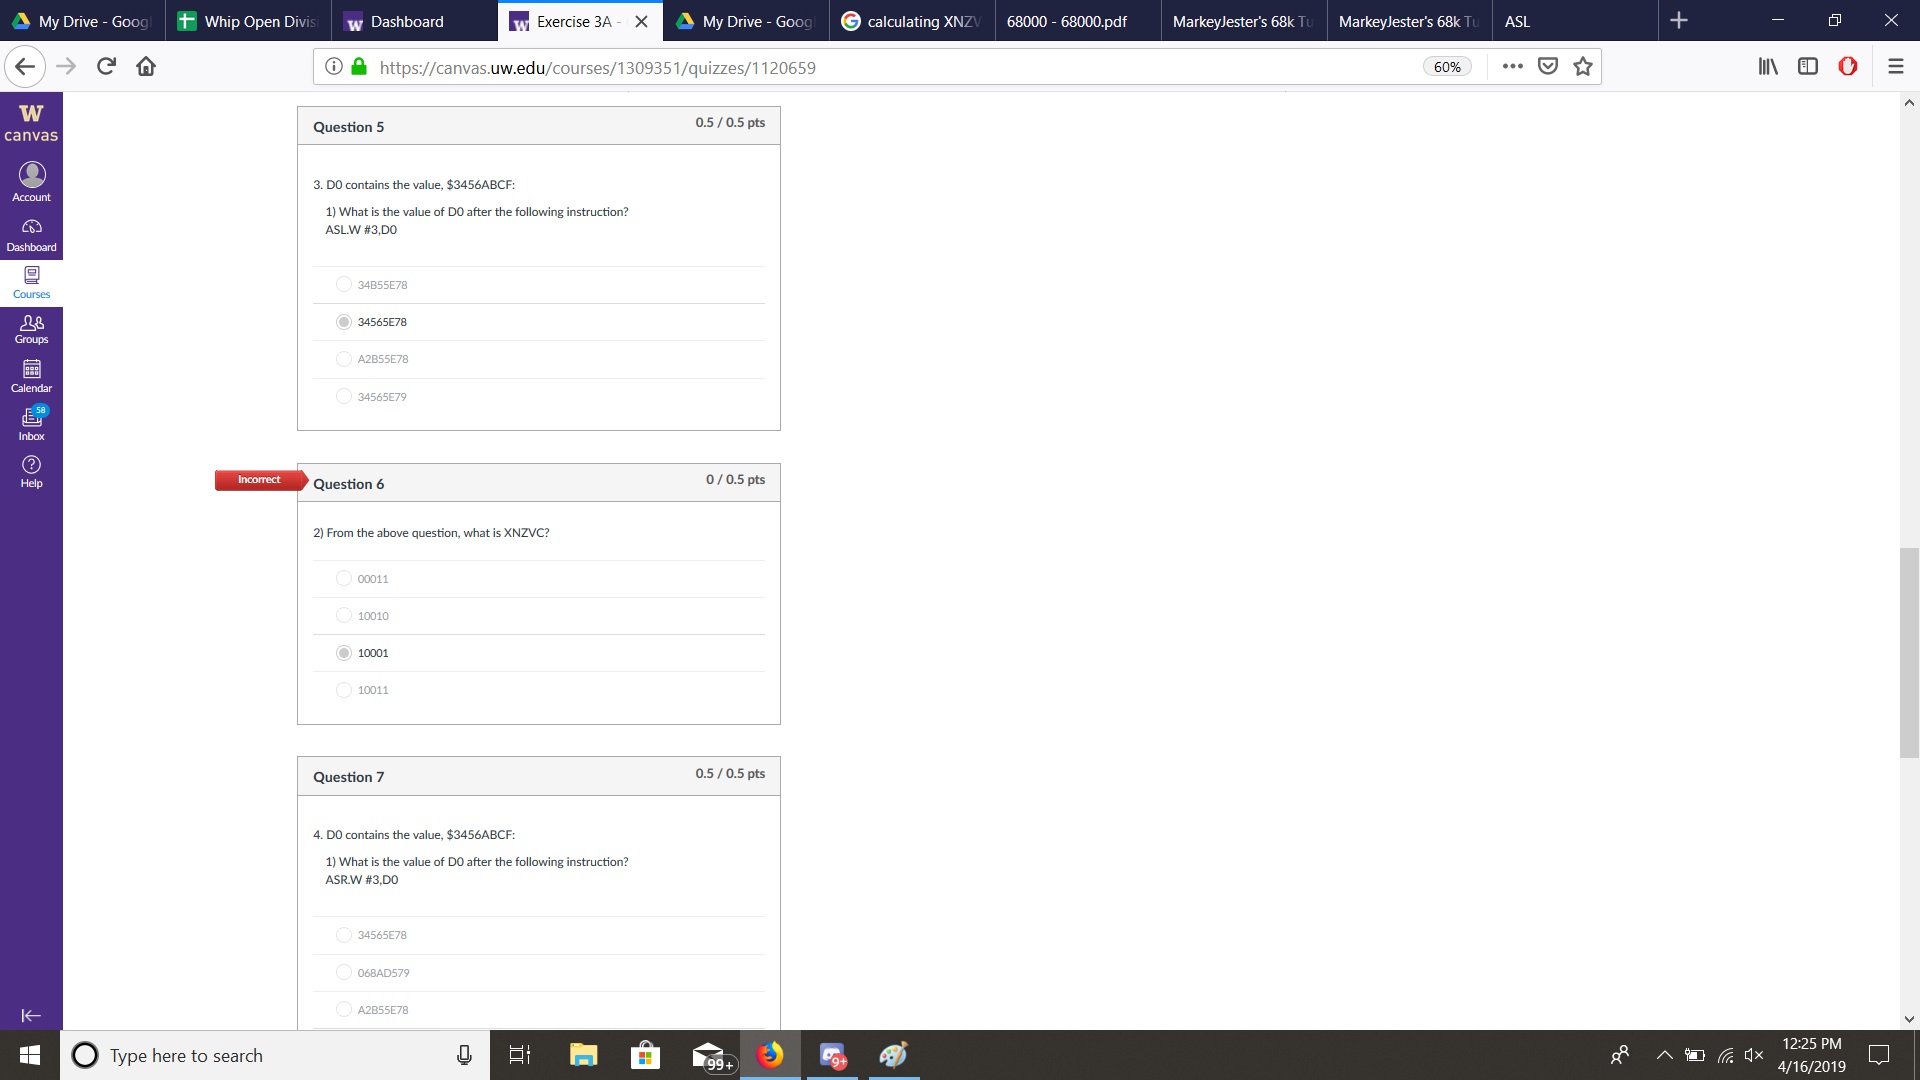 My Drive - Goog
Whip Open Divis
Dashboard
Exercise 3A -
My Drive - Goog
calculating XNZV
68000 - 68000.pdf
MarkeyJester's 68k Tu
MarkeyJester's 68k Tu
ASL
https://canvas.uw.edu/courses/1309351/quizzes/1120659
60%
W
canvas
Account
Dashboard
Courses
Groups
Calendar
58
Inbox
Help
Question 5
0.5 / 0.5 pts
3. D0 contains the value, $3456ABCF:
1) What is the value of D0 after the following instruction?
ASL.W #3,D0
34B55E78
34565E78
A2B55E78
34565E79
Incorrect
Question 6
0 / 0.5 pts
2) From the above question, what is XNZVC?
00011
10010
10001
10011
Question 7
0.5 / 0.5 pts
4. D0 contains the value, $3456ABCF:
1) What is the value of D0 after the following instruction?
ASR.W #3,D0
34565E78
068AD579
A2B55E78
Type here to search
99+
9+
12:25 PM
4/16/2019